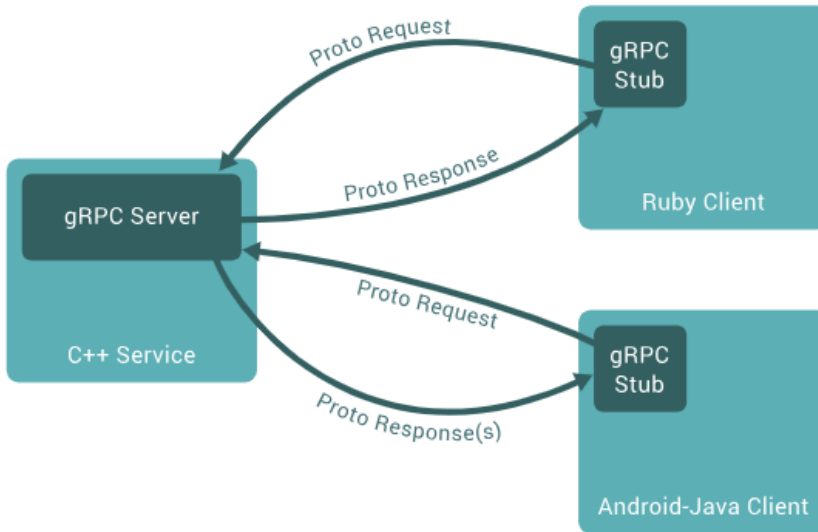 Proto Request
gRPC
Stub
Proto Response
Ruby Client
gRPC Server
C++ Service
Proto Request
gRPC
Stub
Proto Response(s)
Android-Java Client